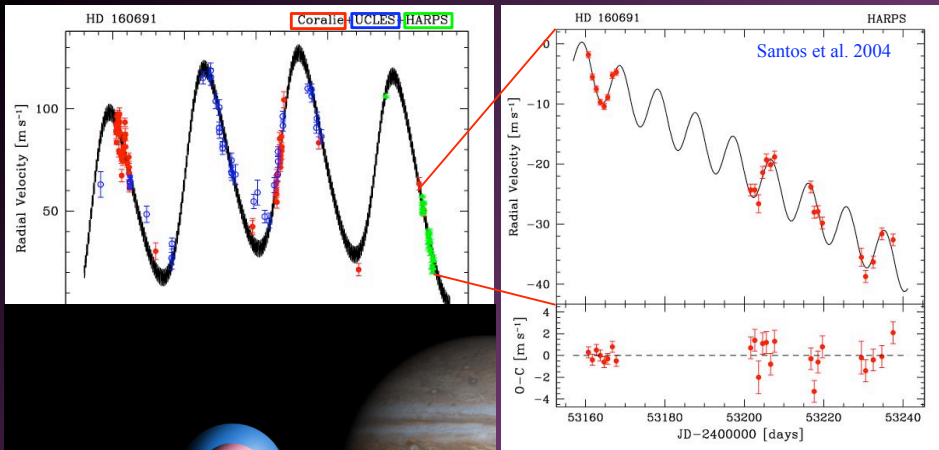 HD 160691
Coralie+UCLES+HARPS
Radial Velocity [m s⁻¹]
100
50
HD 160691
HARPS
Santos et al. 2004
Radial Velocity [m s⁻¹]
0
-10
-20
-30
-40
O-C [m s⁻¹]
4
2
0
-2
-4
53160
53180
53200
53220
53240
JD-2400000 [days]